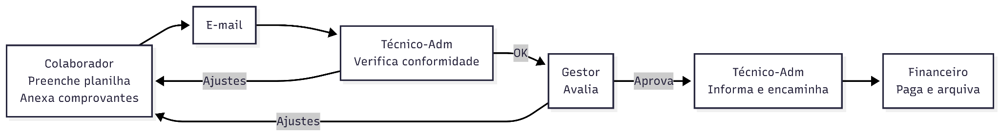 E-mail
Colaborador
Preenche planilha
Anexa comprovantes
Ajustes
Técnico-Adm
Verifica conformidade
OK
Ajustes
Gestor
Avalia
Aprova
Técnico-Adm
Informa e encaminha
Financeiro
Paga e arquiva